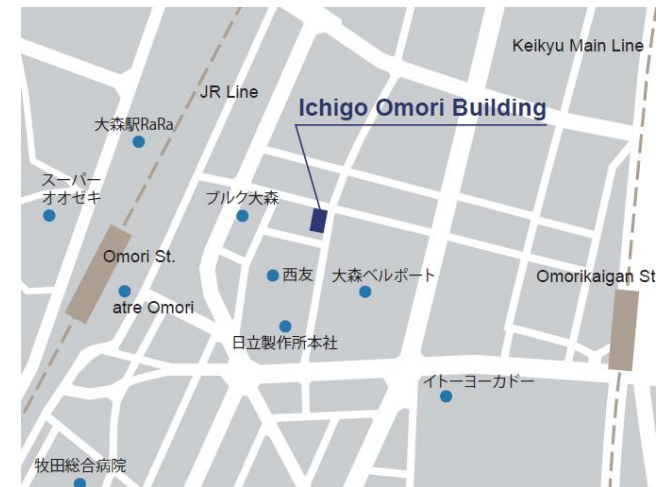 Keikyu Main Line
JR Line
Ichigo Omori Building
大森駅RaRa
スーパー
オオゼキ
ブルク大森
Omori St.
西友
大森ベルポート
Omorikaigan St
atre Omori
日立製作所本社
イトーヨーカドー
牧田総合病院